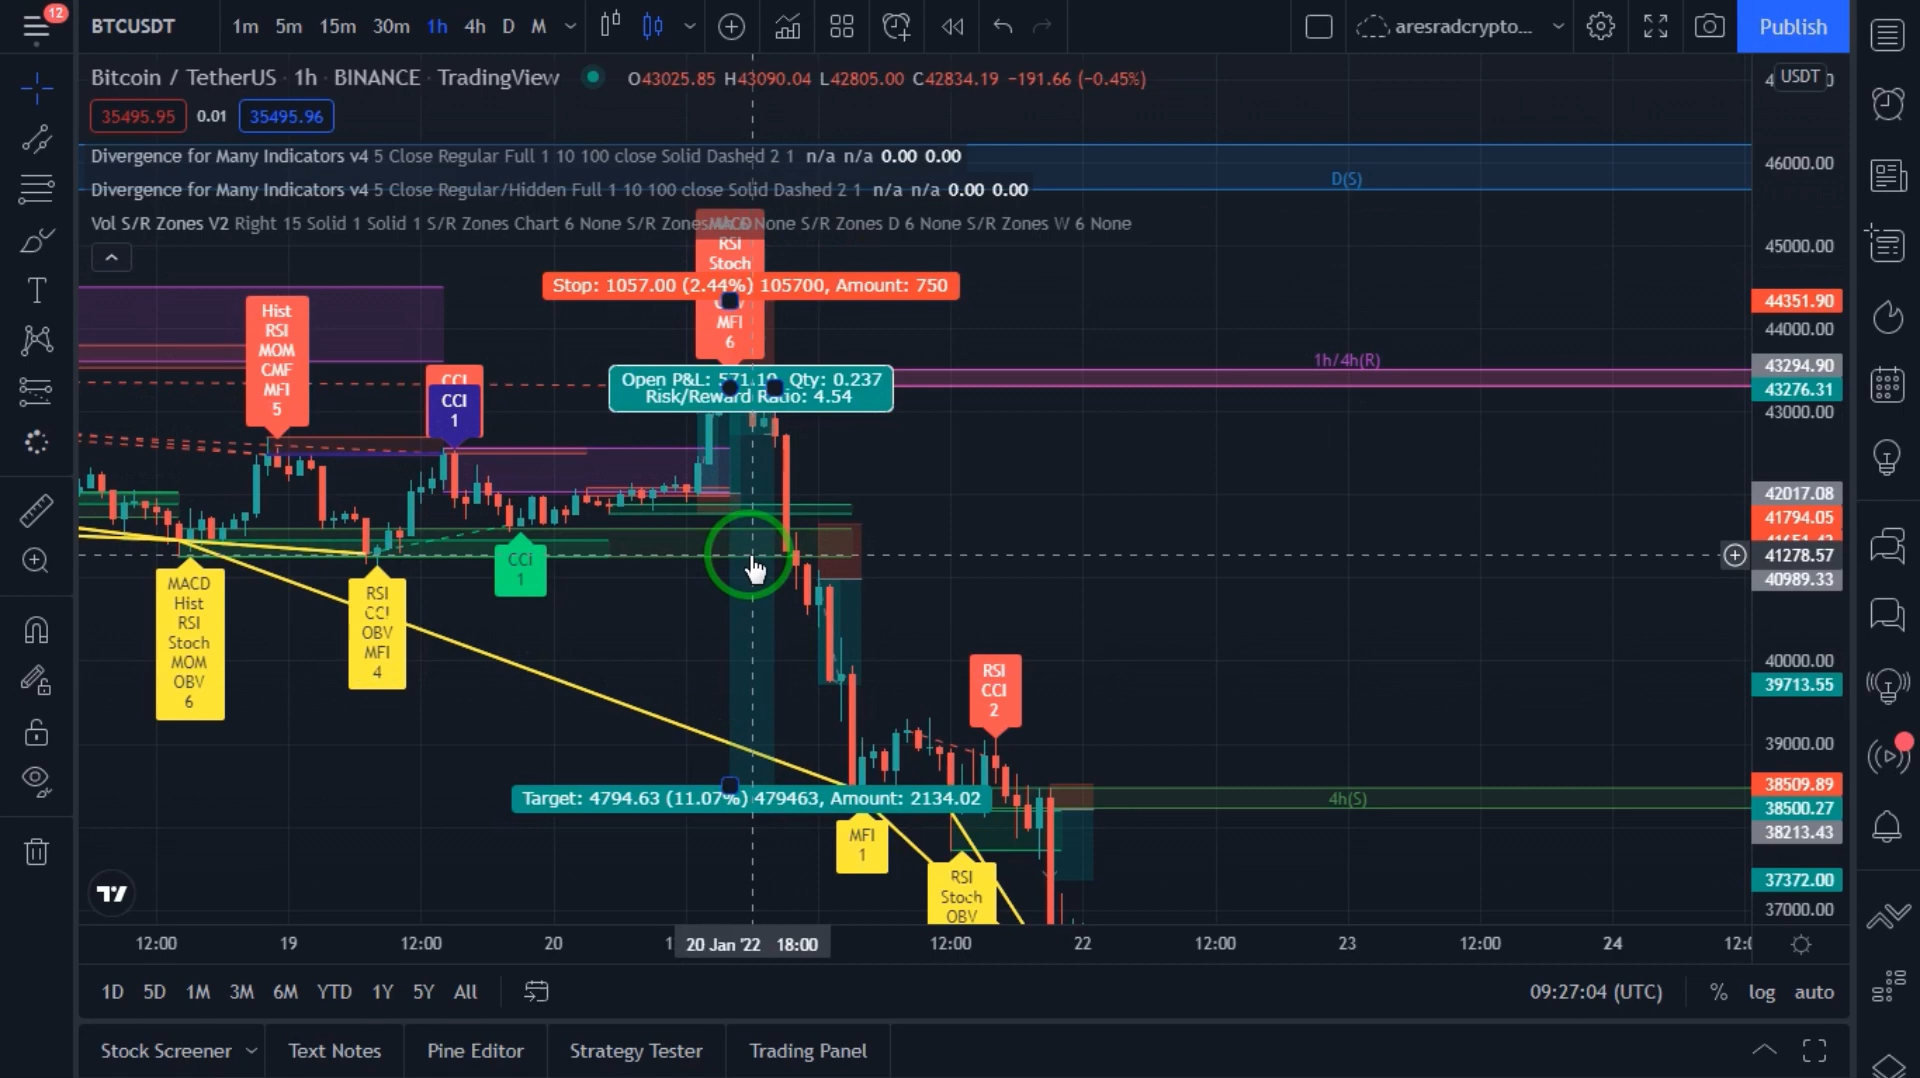 12
BTCUSDT 1m 5m 15m 30m 1h 4h D M aresradcrypto... Publish
Bitcoin / TetherUS · 1h · BINANCE · TradingView O43025.85 H43090.04 L42805.00 C42834.19 −191.66 (−0.45%)
USDT
35495.95 0.01 35495.96
Divergence for Many Indicators v4 5 Close Regular Full 1 10 100 close Solid Dashed 2 1 n/a n/a 0.00 0.00
46000.00
D(S)
Divergence for Many Indicators v4 5 Close Regular/Hidden Full 1 10 100 close Solid Dashed 2 1 n/a n/a 0.00 0.00
Vol S/R Zones V2 Right 15 Solid 1 Solid 1 S/R Zones Chart 6 None S/R Zones 6 None S/R Zones D 6 None S/R Zones W 6 None
MACD
RSI
Stoch
45000.00
Stop: 1057.00 (2.44%) 105700, Amount: 750
44351.90
MFI
6
44000.00
Hist
RSI
MOM
CMF
MFI
5
1h/4h(R)
43294.90
43276.31
CCI
CCI
1
Open P&L: 571.10, Qty: 0.237
Risk/Reward Ratio: 4.54
43000.00
42017.08
41794.05
41278.57
40989.33
CCI
1
MACD
Hist
RSI
Stoch
MOM
OBV
6
RSI
CCI
OBV
MFI
4
40000.00
39713.55
RSI
CCI
2
39000.00
38509.89
Target: 4794.63 (11.07%) 479463, Amount: 2134.02
4h(S)
38500.27
38213.43
MFI
1
RSI
Stoch
OBV
37372.00
37000.00
12:00 19 12:00 20 20 Jan '22 18:00 12:00 22 12:00 23 12:00 24
1D 5D 1M 3M 6M YTD 1Y 5Y All 09:27:04 (UTC) % log auto
Stock Screener Text Notes Pine Editor Strategy Tester Trading Panel